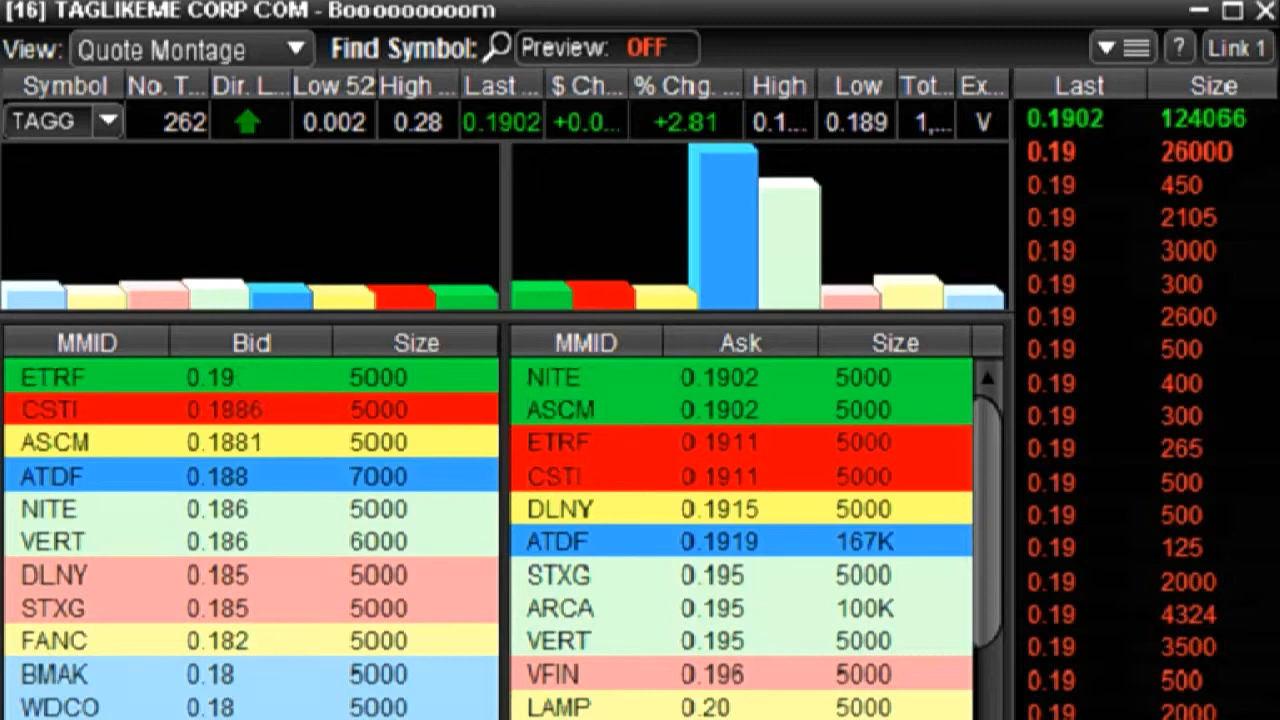 [16] TAGLIKEME CORP COM - Boooooooom
View: Quote Montage Find Symbol: Preview: OFF ? Link 1
Symbol No. T... Dir. L... Low 52 High ... Last ... $ Ch... % Chg. ... High Low Tot... Ex...
TAGG 262 0.002 0.28 0.1902 +0.0... +2.81 0.1... 0.189 1,... V
MMID Bid Size
ETRF 0.19 5000
CSTI 0.1886 5000
ASCM 0.1881 5000
ATDF 0.188 7000
NITE 0.186 5000
VERT 0.186 6000
DLNY 0.185 5000
STXG 0.185 5000
FANC 0.182 5000
BMAK 0.18 5000
WDCO 0.18 5000
MMID Ask Size
NITE 0.1902 5000
ASCM 0.1902 5000
ETRF 0.1911 5000
CSTI 0.1911 5000
DLNY 0.1915 5000
ATDF 0.1919 167K
STXG 0.195 5000
ARCA 0.195 100K
VERT 0.195 5000
VFIN 0.196 5000
LAMP 0.20 5000
Last Size
0.1902 124066
0.19 2600D
0.19 450
0.19 2105
0.19 3000
0.19 300
0.19 2600
0.19 500
0.19 400
0.19 300
0.19 265
0.19 500
0.19 500
0.19 125
0.19 2000
0.19 4324
0.19 3500
0.19 500
0.19 2000